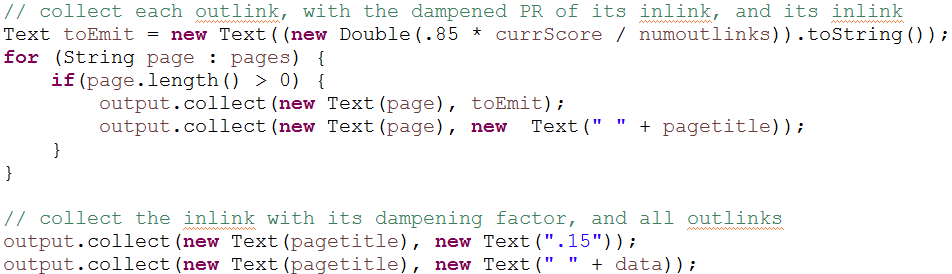 // collect each outlink, with the dampened PR of its inlink, and its inlink
Text toEmit = new Text((new Double(.85 * currScore / numoutlinks)).toString());
for (String page : pages) {
    if(page.length() > 0) {
        output.collect(new Text(page), toEmit);
        output.collect(new Text(page), new  Text(" " + pagetitle));
    }
}

// collect the inlink with its dampening factor, and all outlinks
output.collect(new Text(pagetitle), new Text(".15"));
output.collect(new Text(pagetitle), new Text(" " + data));